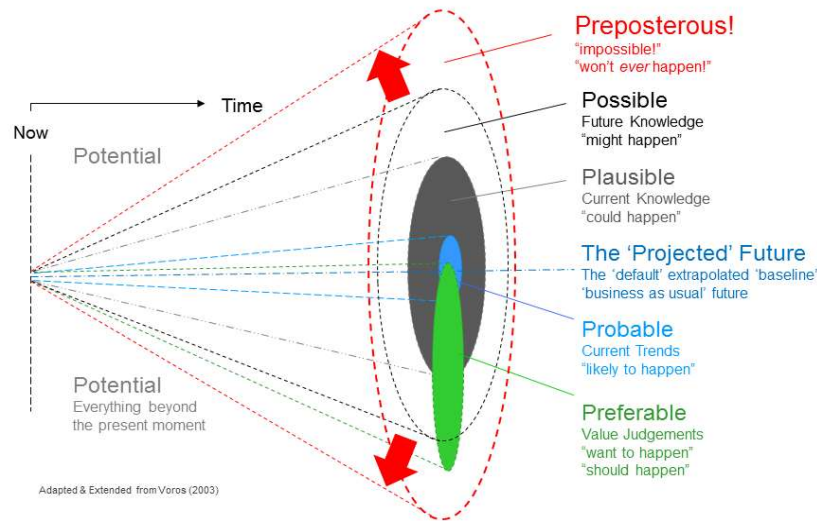 Preposterous!
“impossible!”
“won’t ever happen!”
Time
Now
Potential
Possible
Future Knowledge
“might happen”
Plausible
Current Knowledge
“could happen”
The ‘Projected’ Future
The ‘default’ extrapolated ‘baseline’
‘business as usual’ future
Probable
Current Trends
“likely to happen”
Potential
Everything beyond
the present moment
Preferable
Value Judgements
“want to happen”
“should happen”
Adapted & Extended from Voros (2003)